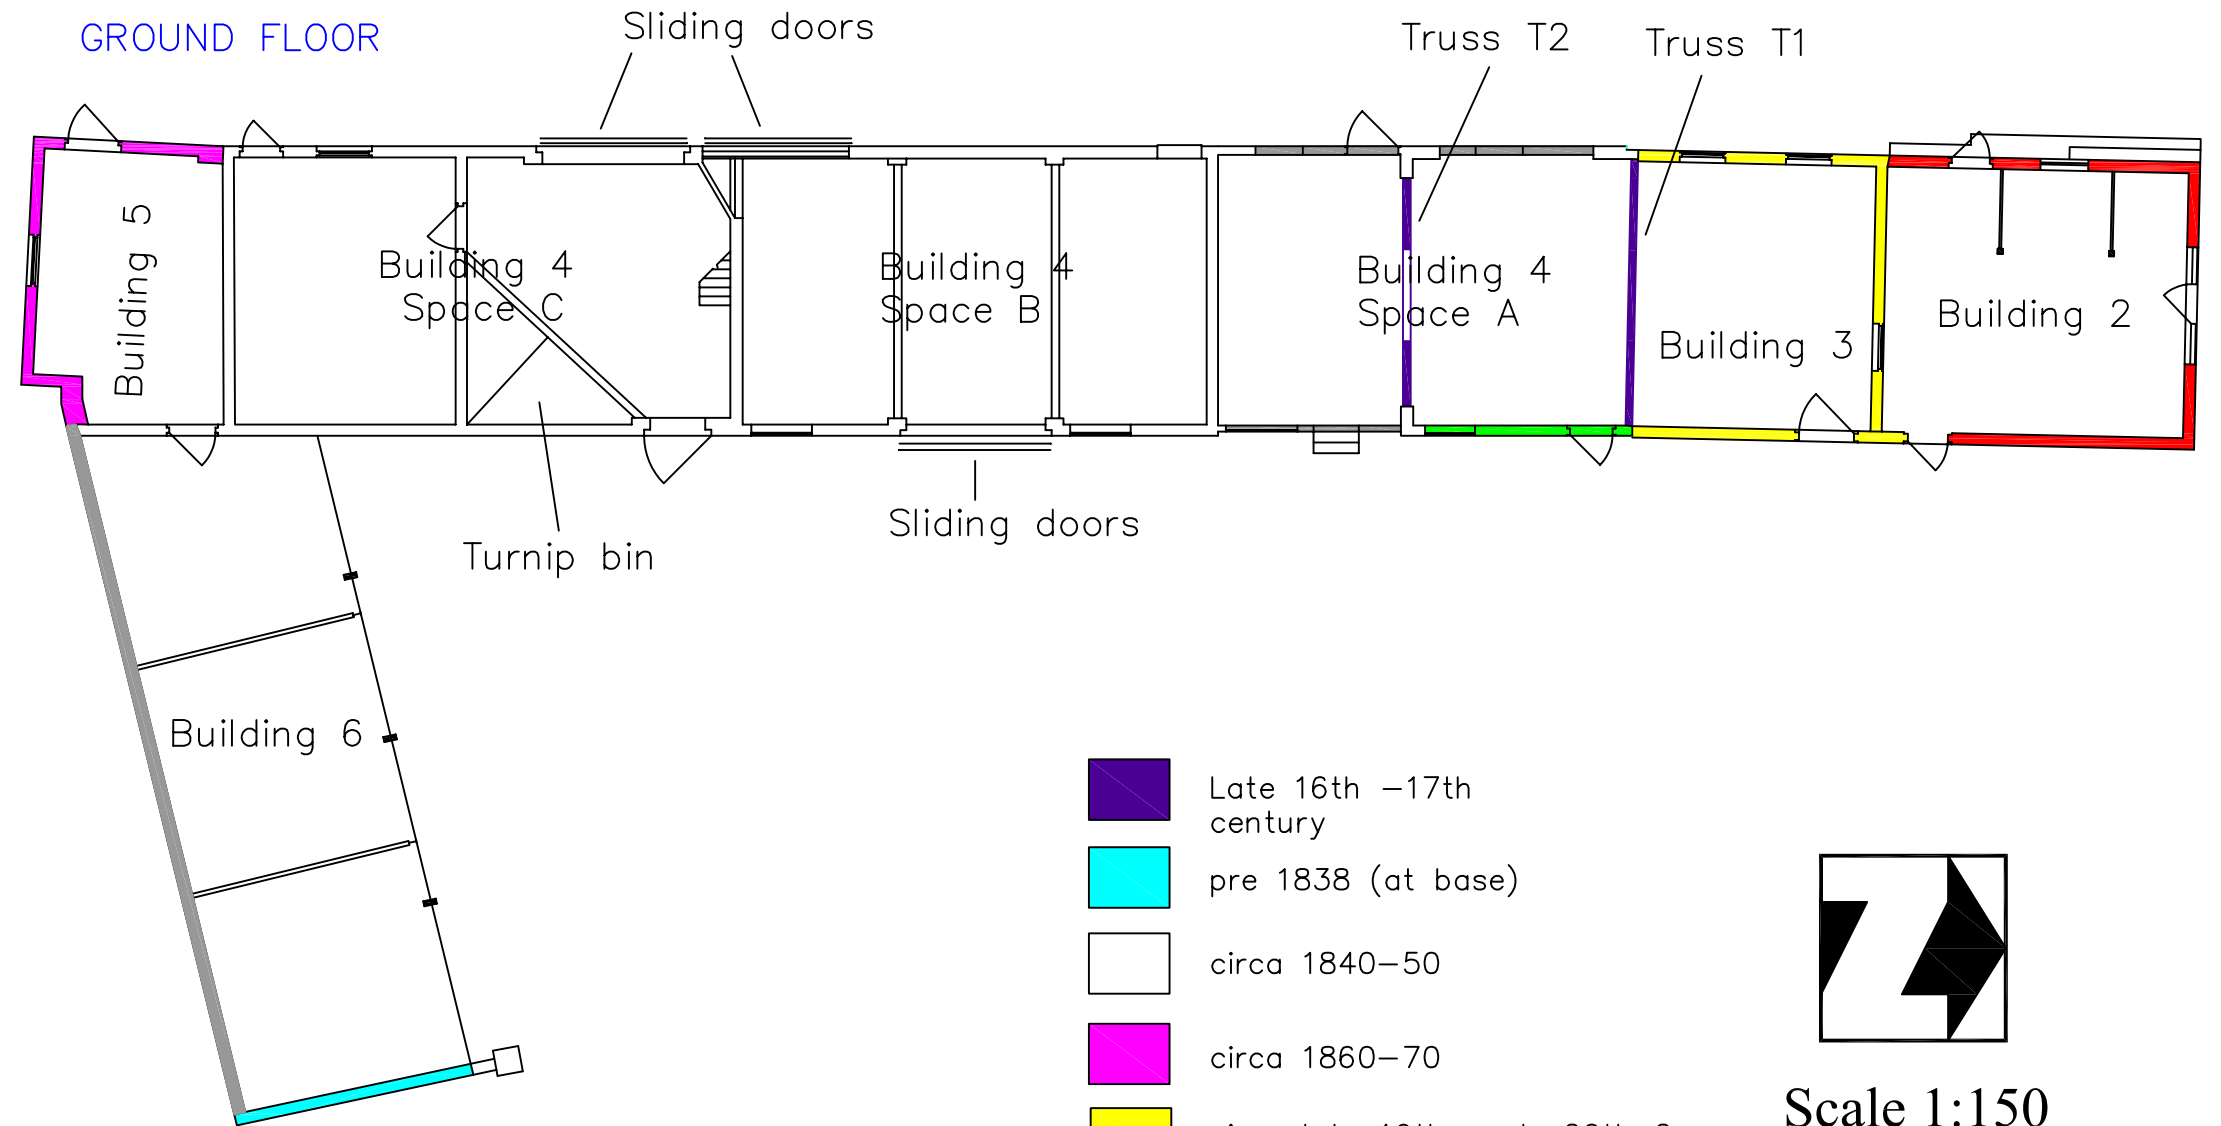 GROUND FLOOR
Sliding doors
Truss T2
Truss T1
Building 5
Building 4
Space C
Building 4
Space B
Building 4
Space A
Building 3
Building 2
Turnip bin
Sliding doors
Building 6
Late 16th -17th
century
pre 1838 (at base)
circa 1840-50
circa 1860-70
Scale 1:150